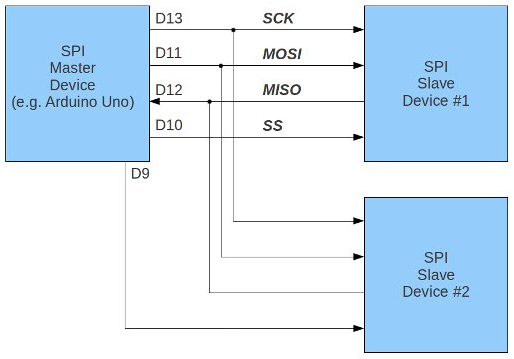 SPI
Master
Device
(e.g. Arduino Uno)
D13
SCK
D11
MOSI
D12
MISO
D10
SS
D9
SPI
Slave
Device #1
SPI
Slave
Device #2